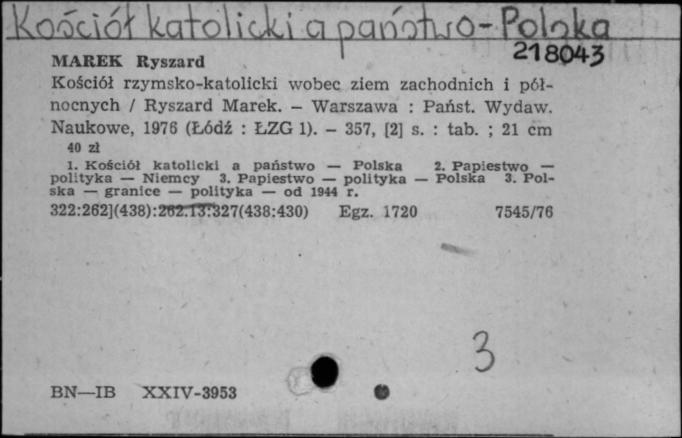 Kościół katolicki a państwo-Polska
218043
MAREK Ryszard
Kościół rzymsko-katolicki wobec ziem zachodnich i pół-
nocnych / Ryszard Marek. — Warszawa : Państ. Wydaw.
Naukowe, 1976 (Łódź : ŁZG 1). — 357, [2] s. : tab. ; 21 cm
40 zł
1. Kościół katolicki a państwo — Polska 2. Papiestwo —
polityka — Niemcy 3. Papiestwo — polityka — Polska 3. Pol-
ska — granice — polityka — od 1944 r.
322:262](438):262.13:327(438:430) Egz. 1720 7545/76
3
BN—IB XXIV-3953